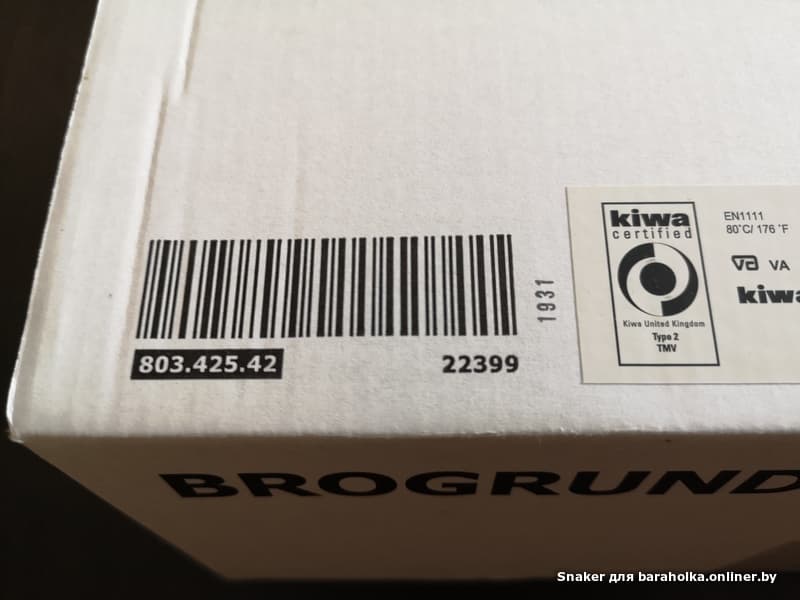 803.425.42
22399
1931
kiwa
certified
Kiwa United Kingdom
Type 2
TMV
EN1111
80°C/ 176 °F
VA
kiwa
BROGRUND
Snaker для baraholka.onliner.by